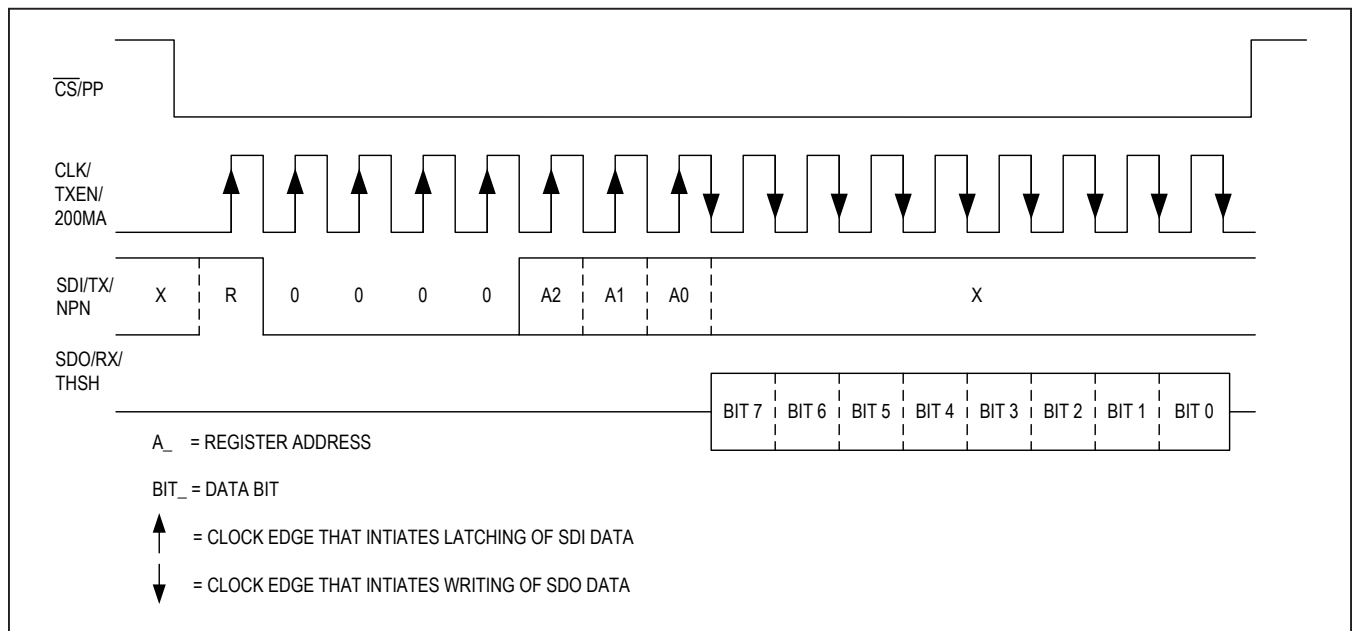 CS/PP
CLK/
TXEN/
200MA
SDI/TX/
NPN
X R 0 0 0 0 A2 A1 A0 X
SDO/RX/
THSH
BIT 7 BIT 6 BIT 5 BIT 4 BIT 3 BIT 2 BIT 1 BIT 0
A_ = REGISTER ADDRESS
BIT_ = DATA BIT
= CLOCK EDGE THAT INTIATES LATCHING OF SDI DATA
= CLOCK EDGE THAT INTIATES WRITING OF SDO DATA